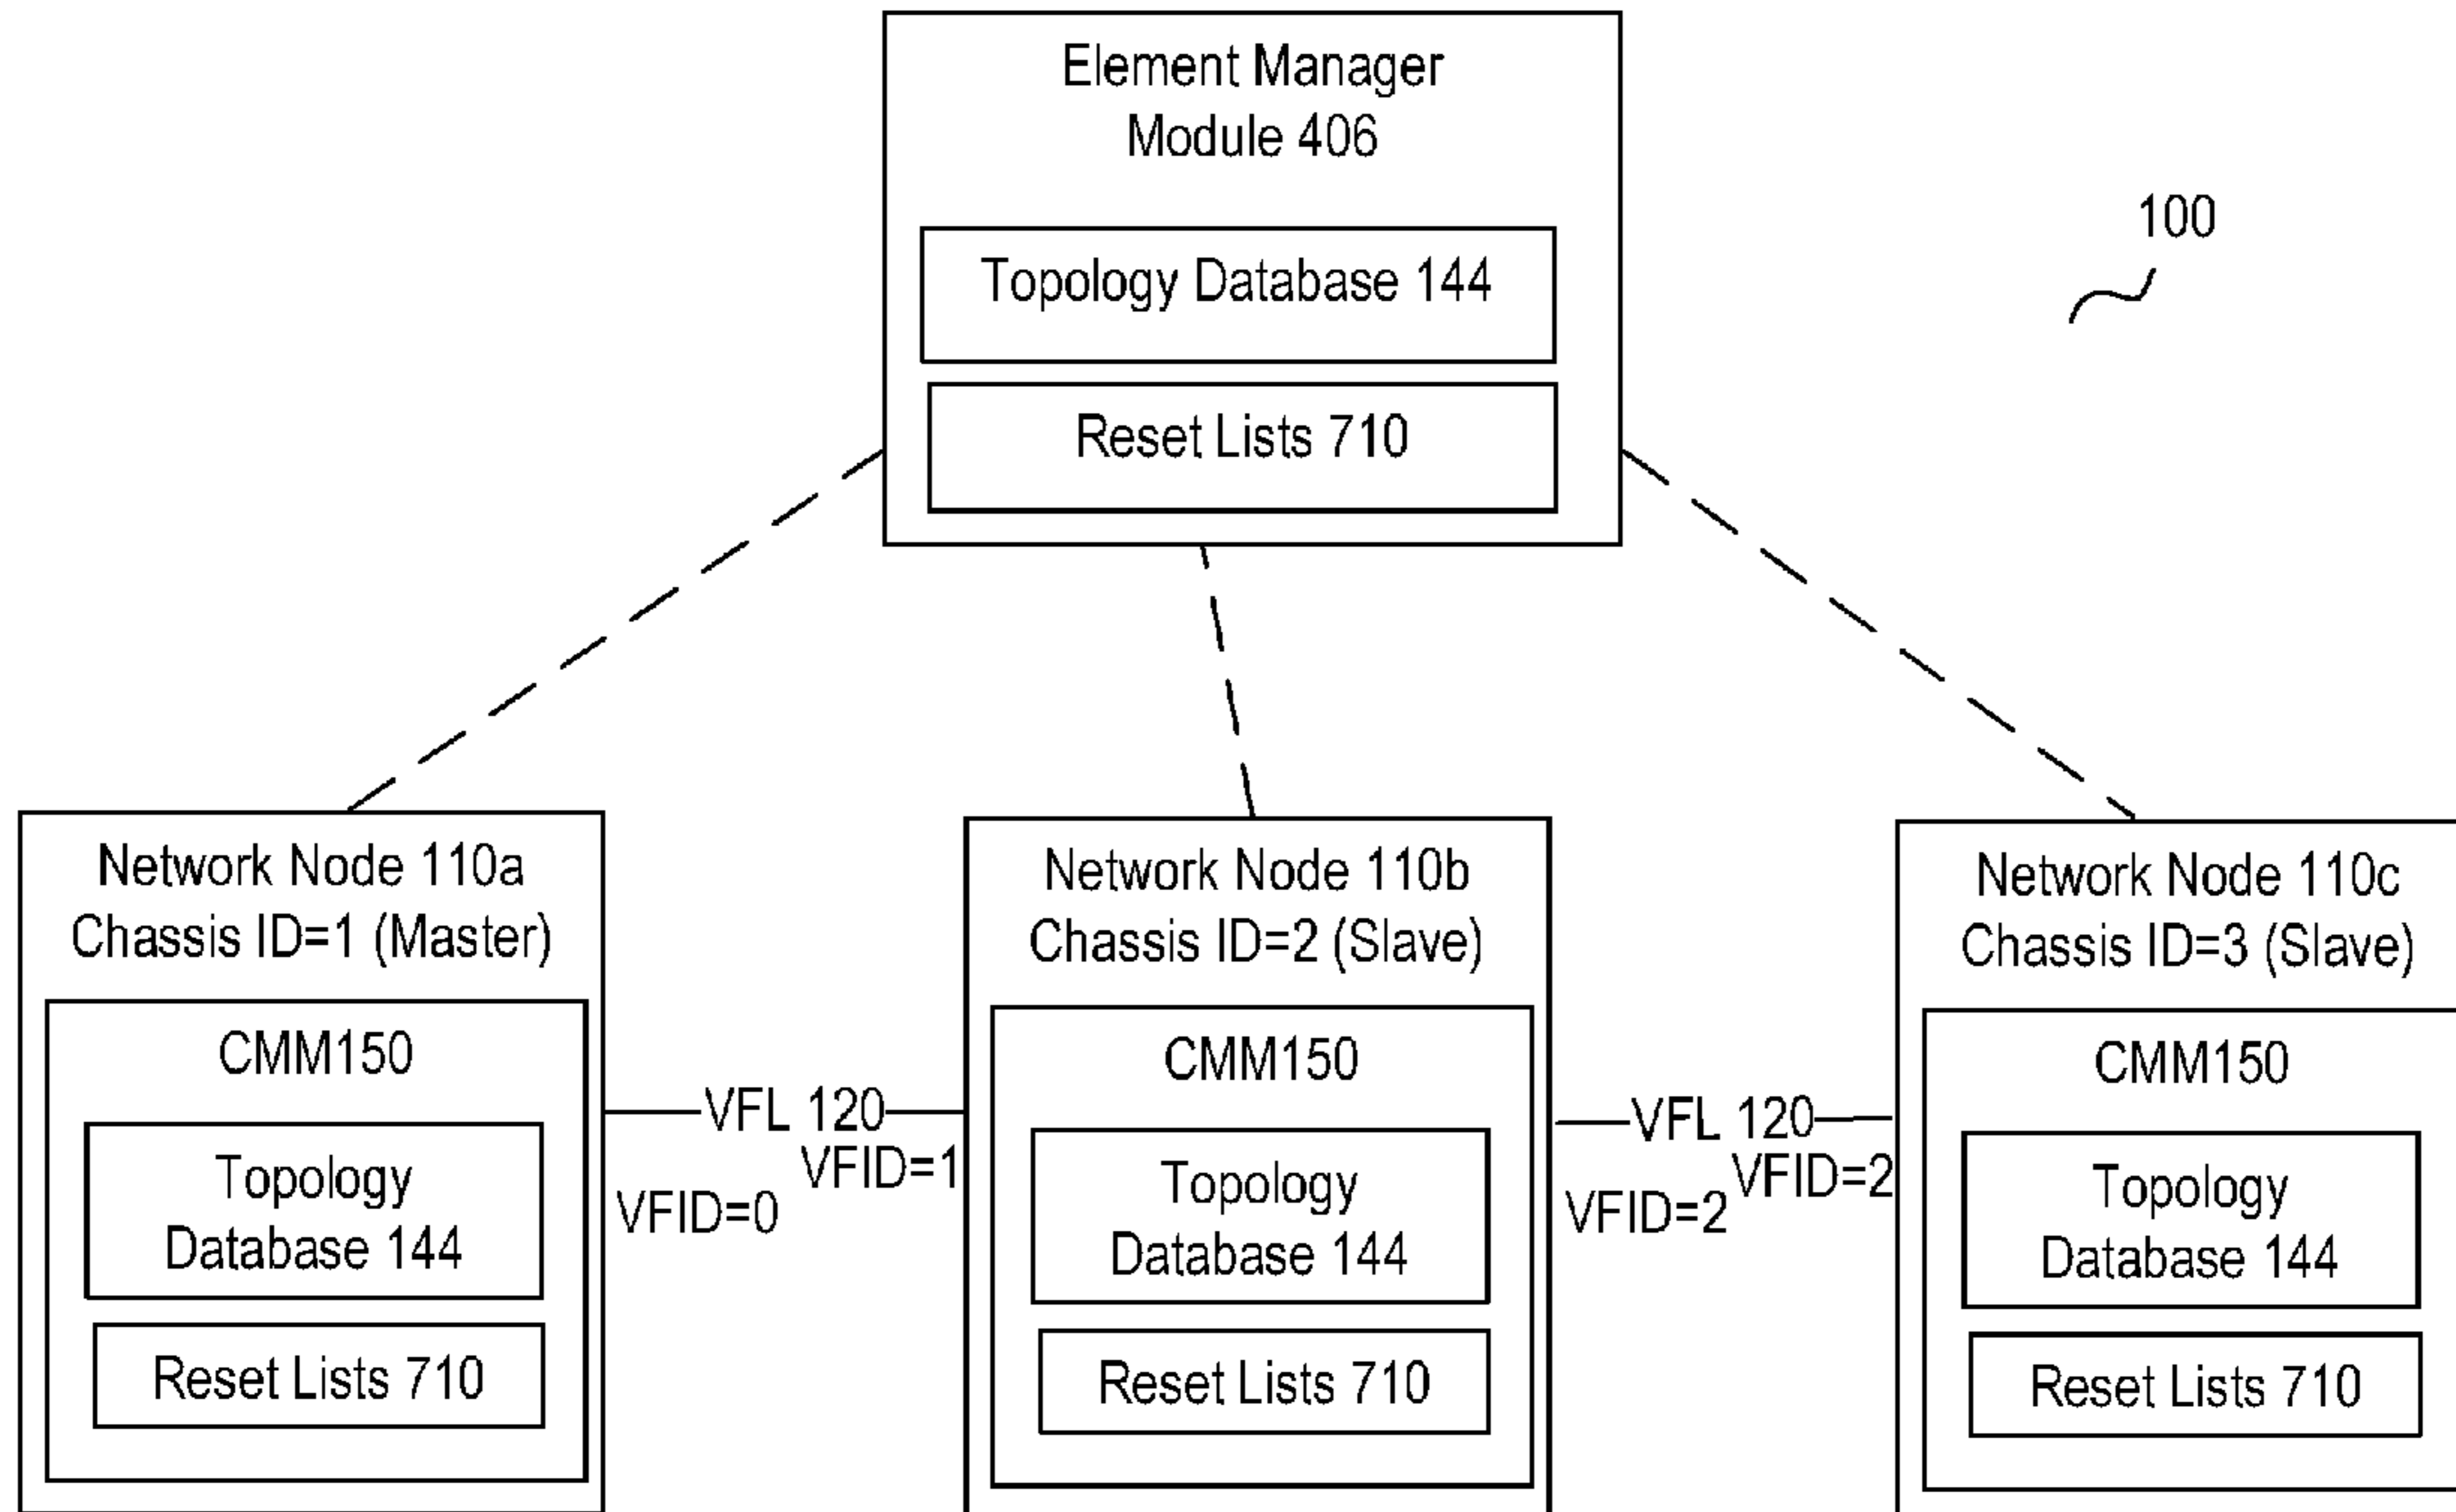 Element Manager
Module 406
Topology Database 144
Reset Lists 710
100
Network Node 110a
Chassis ID=1 (Master)
CMM150
Topology
Database 144
Reset Lists 710
VFL 120
VFID=1
VFID=0
Network Node 110b
Chassis ID=2 (Slave)
CMM150
Topology
Database 144
Reset Lists 710
VFL 120
VFID=2
VFID=2
Network Node 110c
Chassis ID=3 (Slave)
CMM150
Topology
Database 144
Reset Lists 710